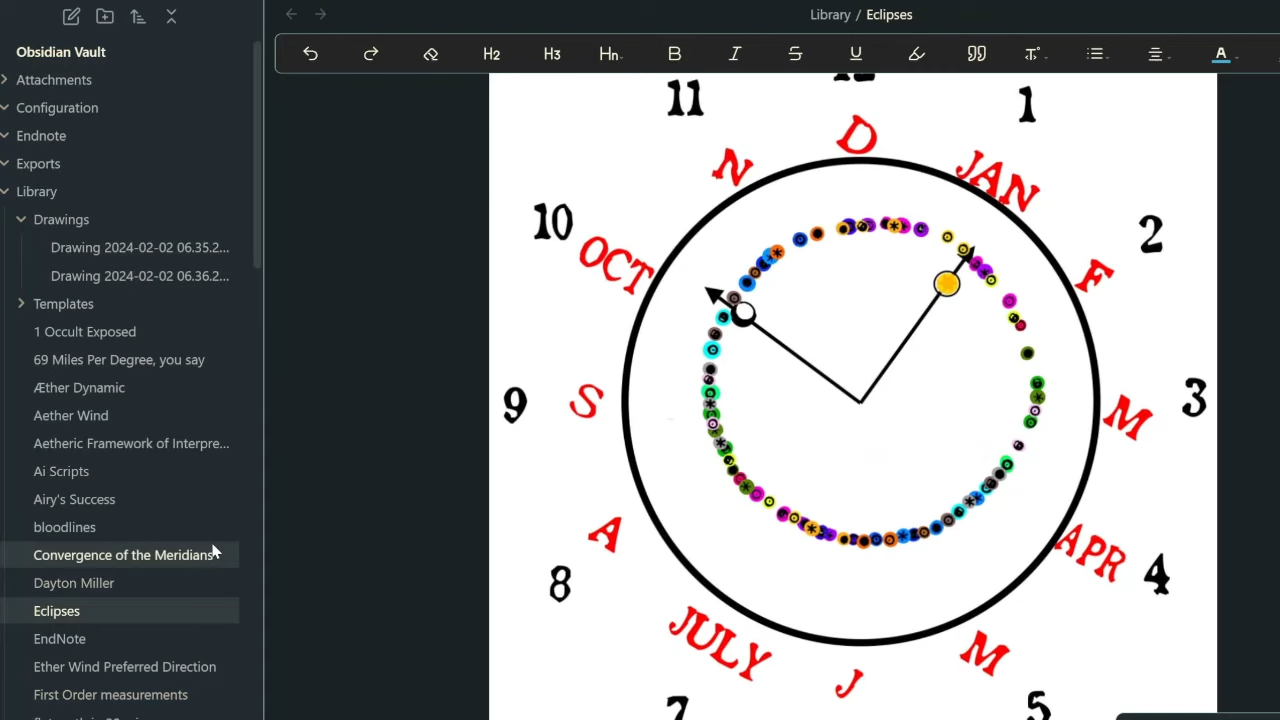 Library / Eclipses
H2 H3 Hn B I S U A
Obsidian Vault
Attachments
Configuration
Endnote
Exports
Library
Drawings
Drawing 2024-02-02 06.35.2...
Drawing 2024-02-02 06.36.2...
Templates
1 Occult Exposed
69 Miles Per Degree, you say
Æther Dynamic
Aether Wind
Aetheric Framework of Interpre...
Ai Scripts
Airy's Success
bloodlines
Convergence of the Meridians
Dayton Miller
Eclipses
EndNote
Ether Wind Preferred Direction
First Order measurements
12
11
1
D
N
JAN
10
2
OCT
F
9
3
S
M
A
APR
8
4
JULY
M
J
7
5